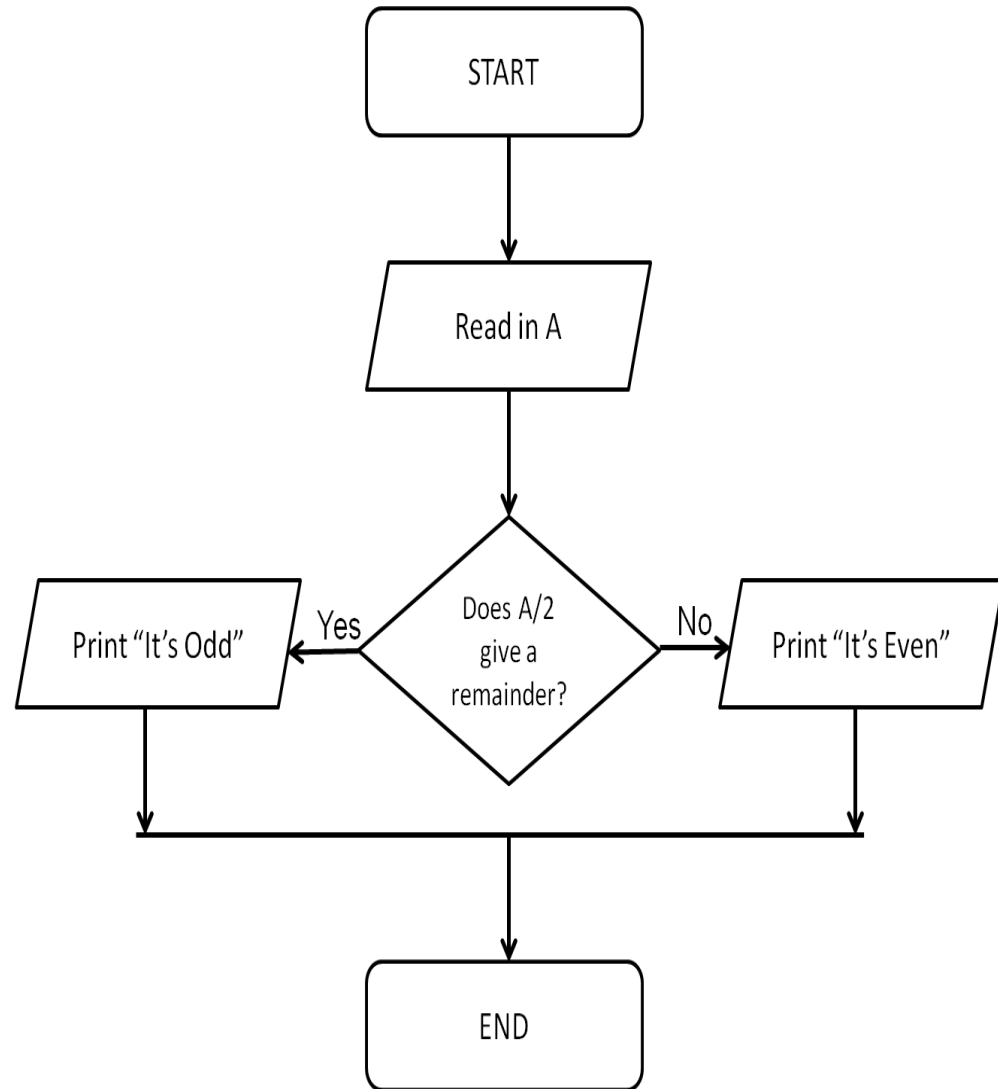 START
Read in A
Does A/2
give a
remainder?
Yes
No
Print “It’s Odd”
Print “It’s Even”
END